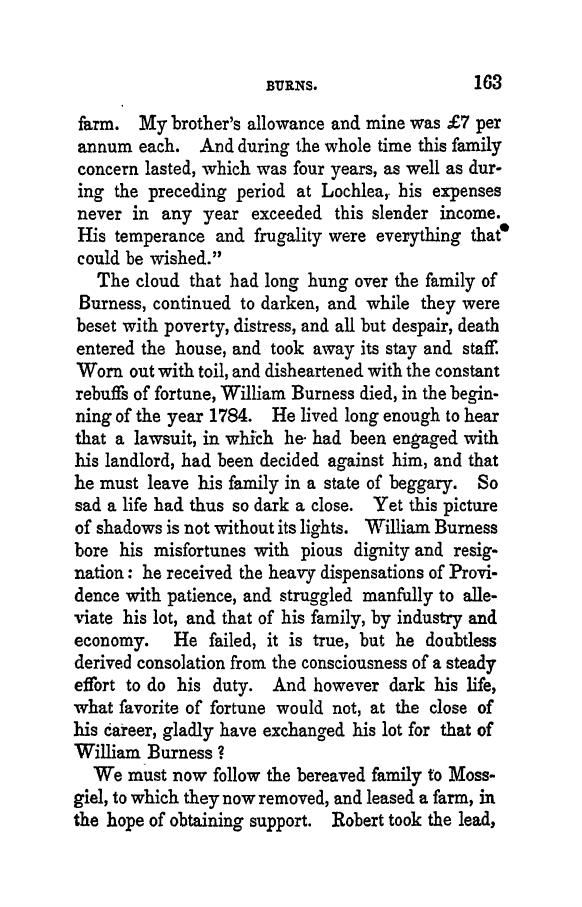 BURNS. 163
farm. My brother's allowance and mine was £7 per
annum each. And during the whole time this family
concern lasted, which was four years, as well as dur-
ing the preceding period at Lochlea, his expenses
never in any year exceeded this slender income.
His temperance and frugality were everything that
could be wished."
The cloud that had long hung over the family of
Burness, continued to darken, and while they were
beset with poverty, distress, and all but despair, death
entered the house, and took away its stay and staff.
Worn out with toil, and disheartened with the constant
rebuffs of fortune, William Burness died, in the begin-
ning of the year 1784. He lived long enough to hear
that a lawsuit, in which he had been engaged with
his landlord, had been decided against him, and that
he must leave his family in a state of beggary. So
sad a life had thus so dark a close. Yet this picture
of shadows is not without its lights. William Burness
bore his misfortunes with pious dignity and resig-
nation: he received the heavy dispensations of Provi-
dence with patience, and struggled manfully to alle-
viate his lot, and that of his family, by industry and
economy. He failed, it is true, but he doubtless
derived consolation from the consciousness of a steady
effort to do his duty. And however dark his life,
what favorite of fortune would not, at the close of
his career, gladly have exchanged his lot for that of
William Burness?
We must now follow the bereaved family to Moss-
giel, to which they now removed, and leased a farm, in
the hope of obtaining support. Robert took the lead,